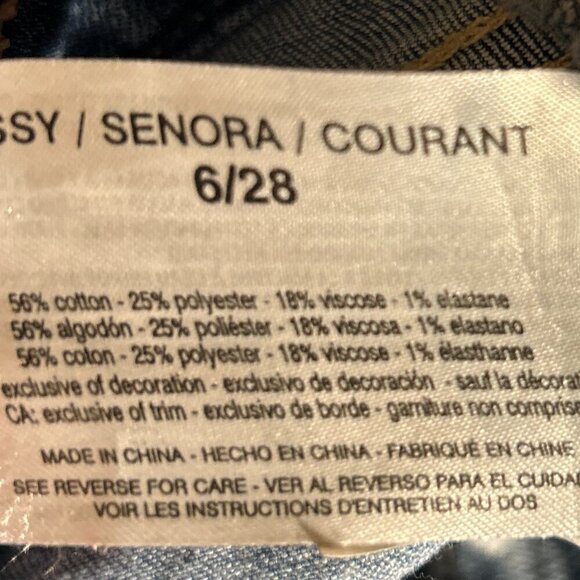 SSY / SENORA / COURANT
6/28
56% cotton - 25% polyester - 18% viscose - 1% elastane
56% algodón - 25% poliéster - 18% viscosa - 1% elastano
56% coton - 25% polyester - 18% viscose - 1% élasthanne
exclusive of decoration - exclusivo de decoración - sauf la décorati
CA: exclusive of trim - exclusivo de borde - garniture non compris
MADE IN CHINA - HECHO EN CHINA - FABRIQUÉ EN CHINE
SEE REVERSE FOR CARE - VER AL REVERSO PARA EL CUIDA
VOIR LES INSTRUCTIONS D'ENTRETIEN AU DOS